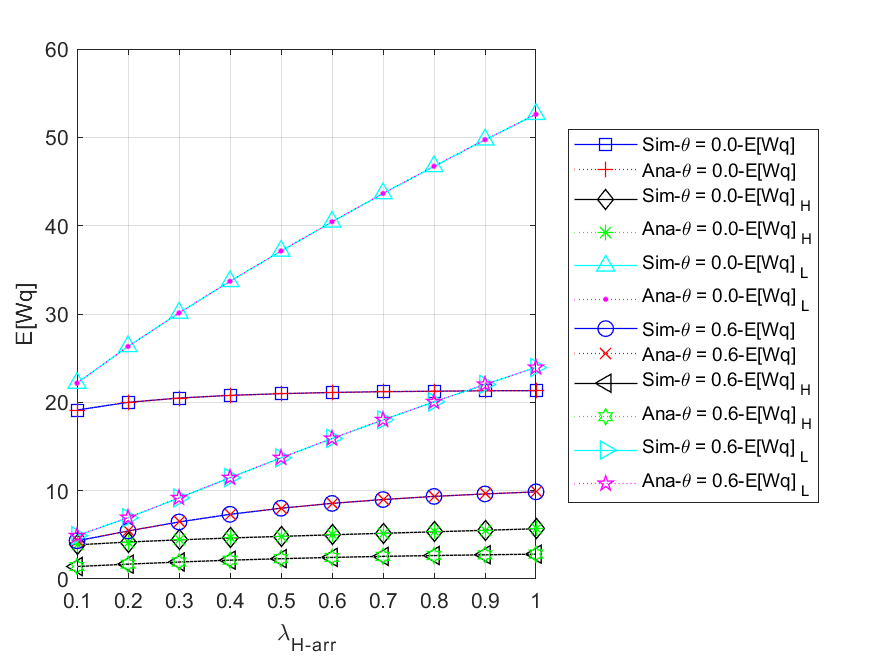 60
50
40
30
20
10
0
E[Wq]
0.1 0.2 0.3 0.4 0.5 0.6 0.7 0.8 0.9 1
λH-arr
Sim-θ = 0.0-E[Wq]
Ana-θ = 0.0-E[Wq]
Sim-θ = 0.0-E[Wq] H
Ana-θ = 0.0-E[Wq] H
Sim-θ = 0.0-E[Wq] L
Ana-θ = 0.0-E[Wq] L
Sim-θ = 0.6-E[Wq]
Ana-θ = 0.6-E[Wq]
Sim-θ = 0.6-E[Wq] H
Ana-θ = 0.6-E[Wq] H
Sim-θ = 0.6-E[Wq] L
Ana-θ = 0.6-E[Wq] L